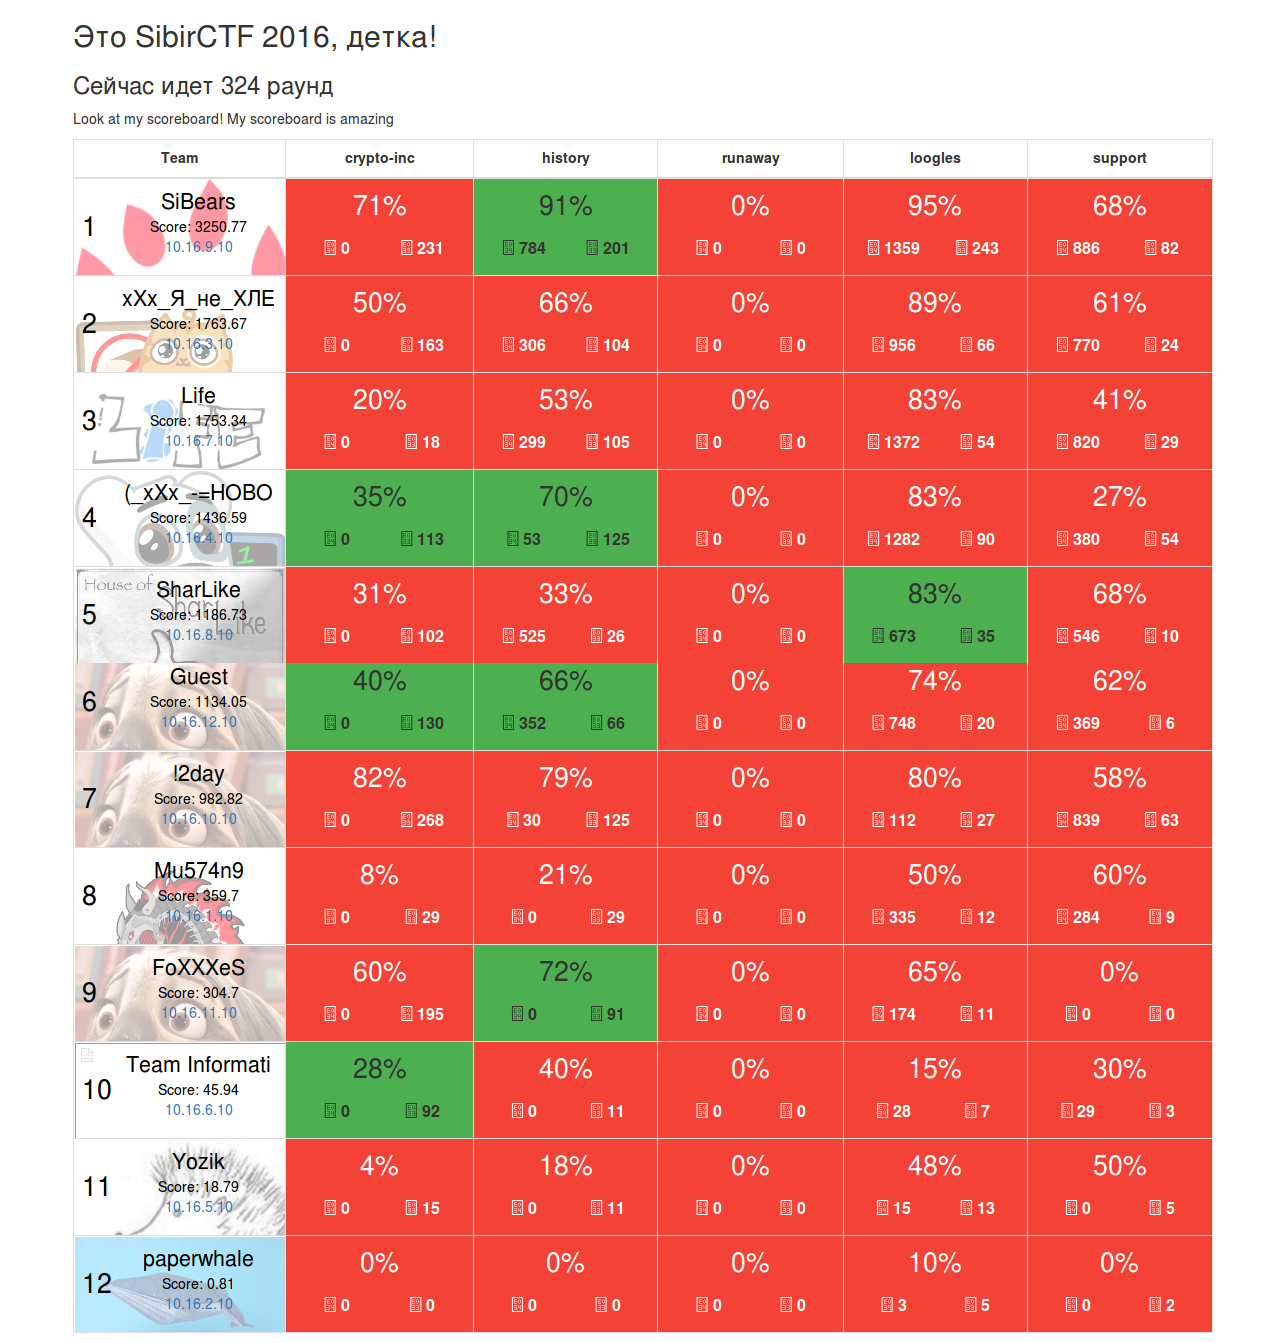 Это SibirCTF 2016, детка!
Сейчас идет 324 раунд
Look at my scoreboard! My scoreboard is amazing
Team crypto-inc history runaway loogles support
1 SiBears 71% 91% 0% 95% 68%
Score: 3250.77
10.16.9.10 0 231 784 201 0 0 1359 243 886 82
2 xXx_Я_не_ХЛЕ 50% 66% 0% 89% 61%
Score: 1763.67
10.16.3.10 0 163 306 104 0 0 956 66 770 24
3 Life 20% 53% 0% 83% 41%
Score: 1753.34
10.16.7.10 0 18 299 105 0 0 1372 54 820 29
4 (_xXx_-=НОВО 35% 70% 0% 83% 27%
Score: 1436.59
10.16.4.10 0 113 53 125 0 0 1282 90 380 54
House of SharLike
5 SharLike 31% 33% 0% 83% 68%
Score: 1186.73
10.16.8.10 0 102 525 26 0 0 673 35 546 10
6 Guest 40% 66% 0% 74% 62%
Score: 1134.05
10.16.12.10 0 130 352 66 0 0 748 20 369 6
7 !2day 82% 79% 0% 80% 58%
Score: 982.82
10.16.10.10 0 268 30 125 0 0 112 27 839 63
8 Mu574n9 8% 21% 0% 50% 60%
Score: 359.7
10.16.1.10 0 29 0 29 0 0 335 12 284 9
9 FoXXXeS 60% 72% 0% 65% 0%
Score: 304.7
10.16.11.10 0 195 0 91 0 0 174 11 0 0
10 Team Informati 28% 40% 0% 15% 30%
Score: 45.94
10.16.6.10 0 92 0 11 0 0 28 7 29 3
11 Yozik 4% 18% 0% 48% 50%
Score: 18.79
10.16.5.10 0 15 0 11 0 0 15 13 0 5
12 paperwhale 0% 0% 0% 10% 0%
Score: 0.81
10.16.2.10 0 0 0 0 0 0 3 5 0 2